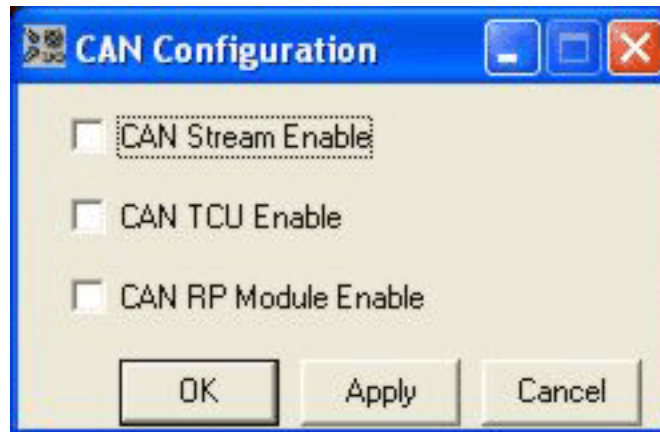 CAN Configuration
CAN Stream Enable
CAN TCU Enable
CAN RP Module Enable
OK Apply Cancel